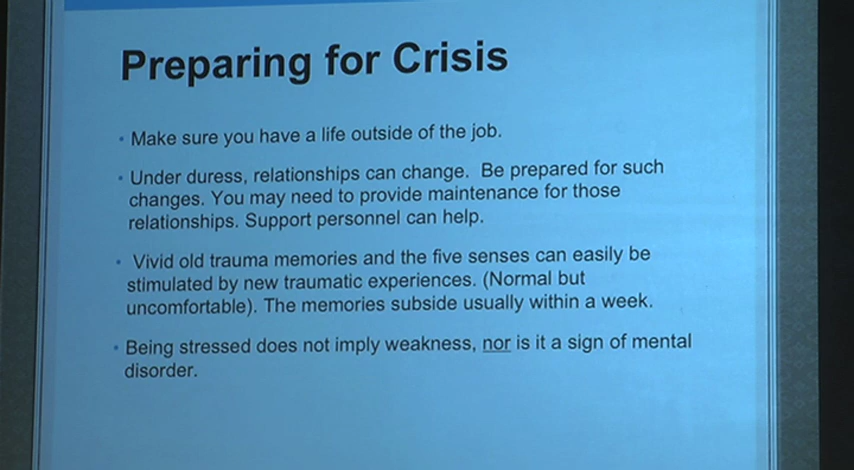 Preparing for Crisis
• Make sure you have a life outside of the job.
• Under duress, relationships can change.  Be prepared for such
changes. You may need to provide maintenance for those
relationships. Support personnel can help.
•  Vivid old trauma memories and the five senses can easily be
stimulated by new traumatic experiences. (Normal but
uncomfortable). The memories subside usually within a week.
• Being stressed does not imply weakness, nor is it a sign of mental
disorder.